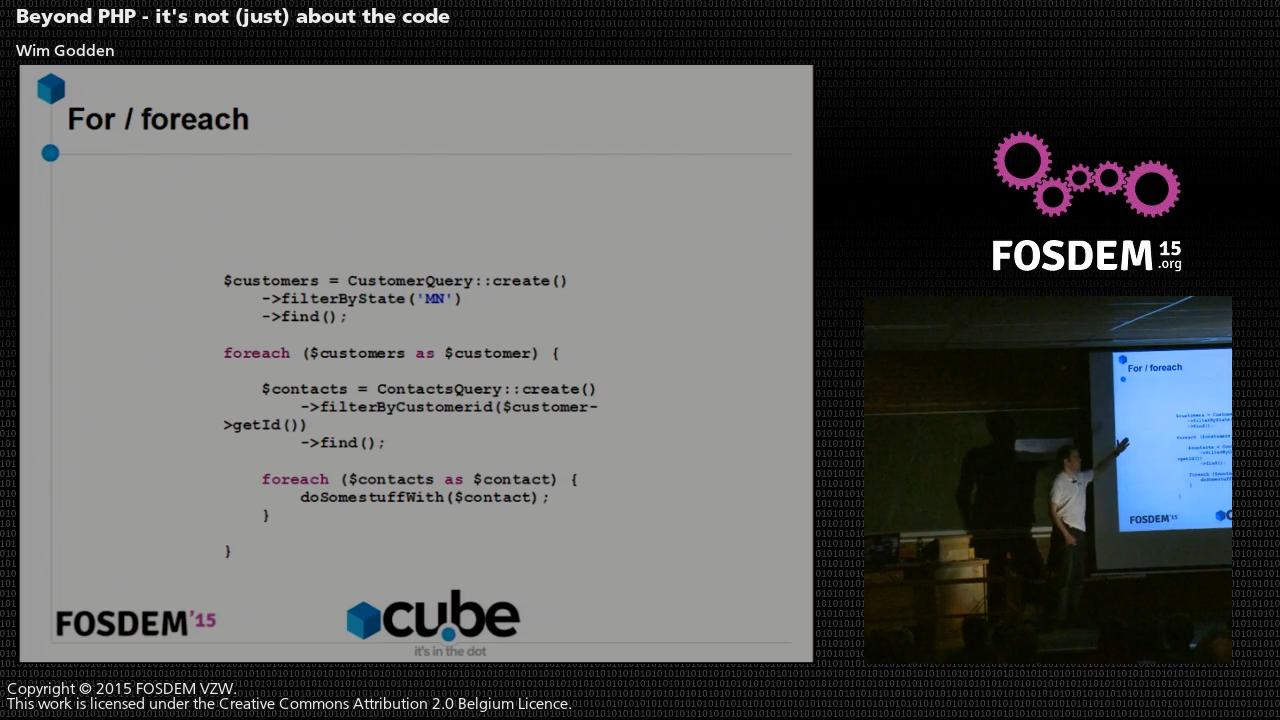 Beyond PHP - it's not (just) about the code
Wim Godden
For / foreach
$customers = CustomerQuery::create()
->filterByState('MN')
->find();
foreach ($customers as $customer) {
$contacts = ContactsQuery::create()
->filterByCustomerid($customer-
>getId())
->find();
foreach ($contacts as $contact) {
doSomestuffWith($contact);
}
}
FOSDEM'15
cu.be
it's in the dot
FOSDEM 15
.org
For / foreach
FOSDEM'15
Copyright © 2015 FOSDEM VZW.
This work is licensed under the Creative Commons Attribution 2.0 Belgium Licence.